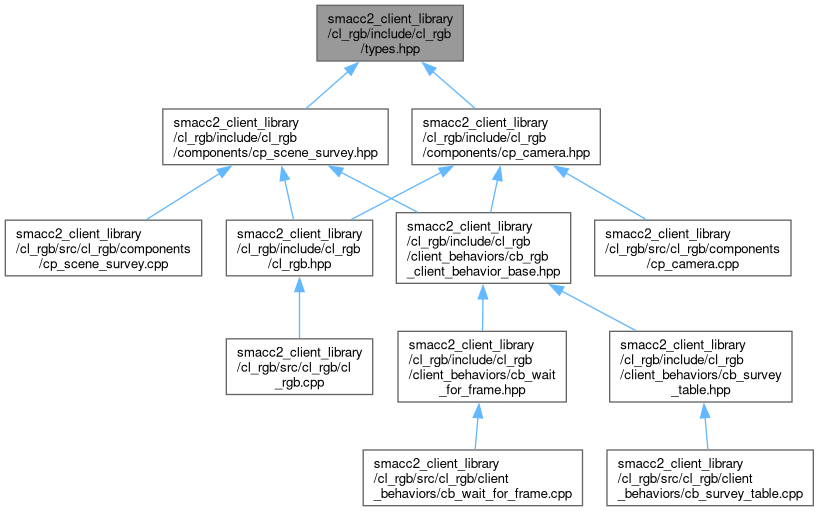 smacc2_client_library
/cl_rgb/include/cl_rgb
/types.hpp
smacc2_client_library
/cl_rgb/include/cl_rgb
/components/cp_scene_survey.hpp
smacc2_client_library
/cl_rgb/include/cl_rgb
/components/cp_camera.hpp
smacc2_client_library
/cl_rgb/src/cl_rgb/components
/cp_scene_survey.cpp
smacc2_client_library
/cl_rgb/include/cl_rgb
/cl_rgb.hpp
smacc2_client_library
/cl_rgb/include/cl_rgb
/client_behaviors/cb_rgb
_client_behavior_base.hpp
smacc2_client_library
/cl_rgb/src/cl_rgb/components
/cp_camera.cpp
smacc2_client_library
/cl_rgb/src/cl_rgb/cl
_rgb.cpp
smacc2_client_library
/cl_rgb/include/cl_rgb
/client_behaviors/cb_wait
_for_frame.hpp
smacc2_client_library
/cl_rgb/include/cl_rgb
/client_behaviors/cb_survey
_table.hpp
smacc2_client_library
/cl_rgb/src/cl_rgb/client
_behaviors/cb_wait_for_frame.cpp
smacc2_client_library
/cl_rgb/src/cl_rgb/client
_behaviors/cb_survey_table.cpp